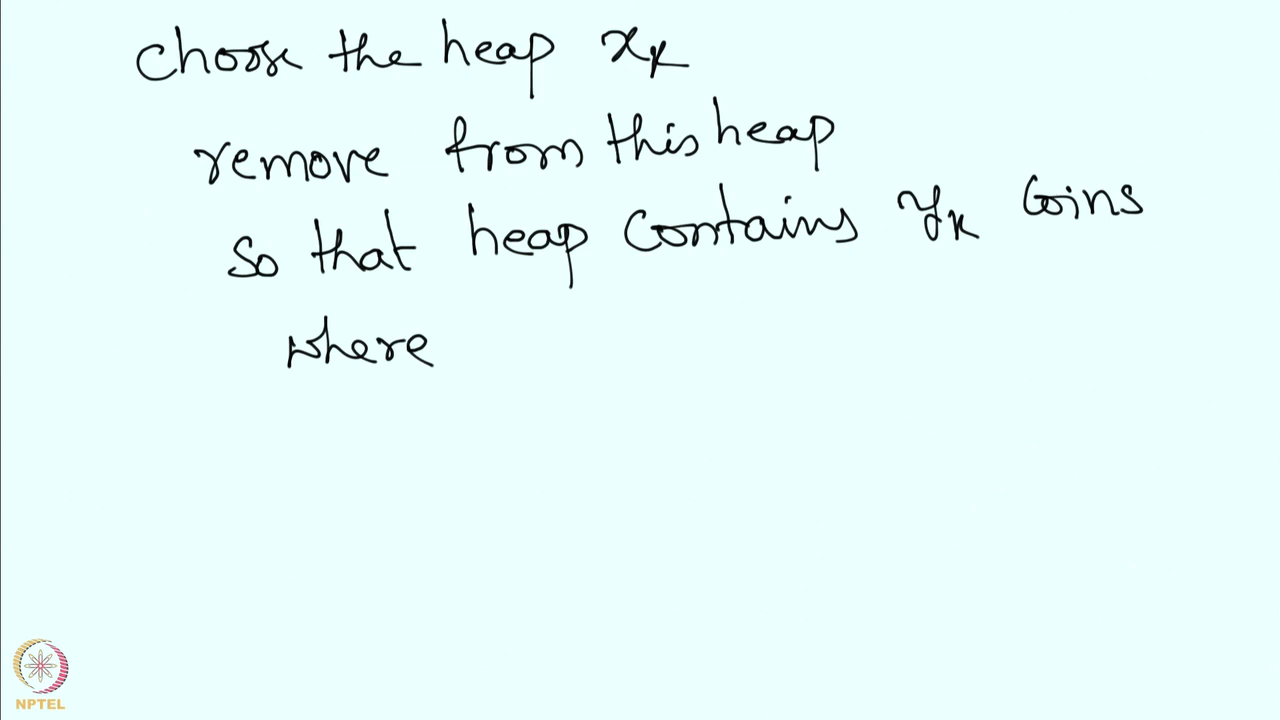 choose the heap xₖ
remove from this heap
so that heap contains yₖ coins
where
NPTEL